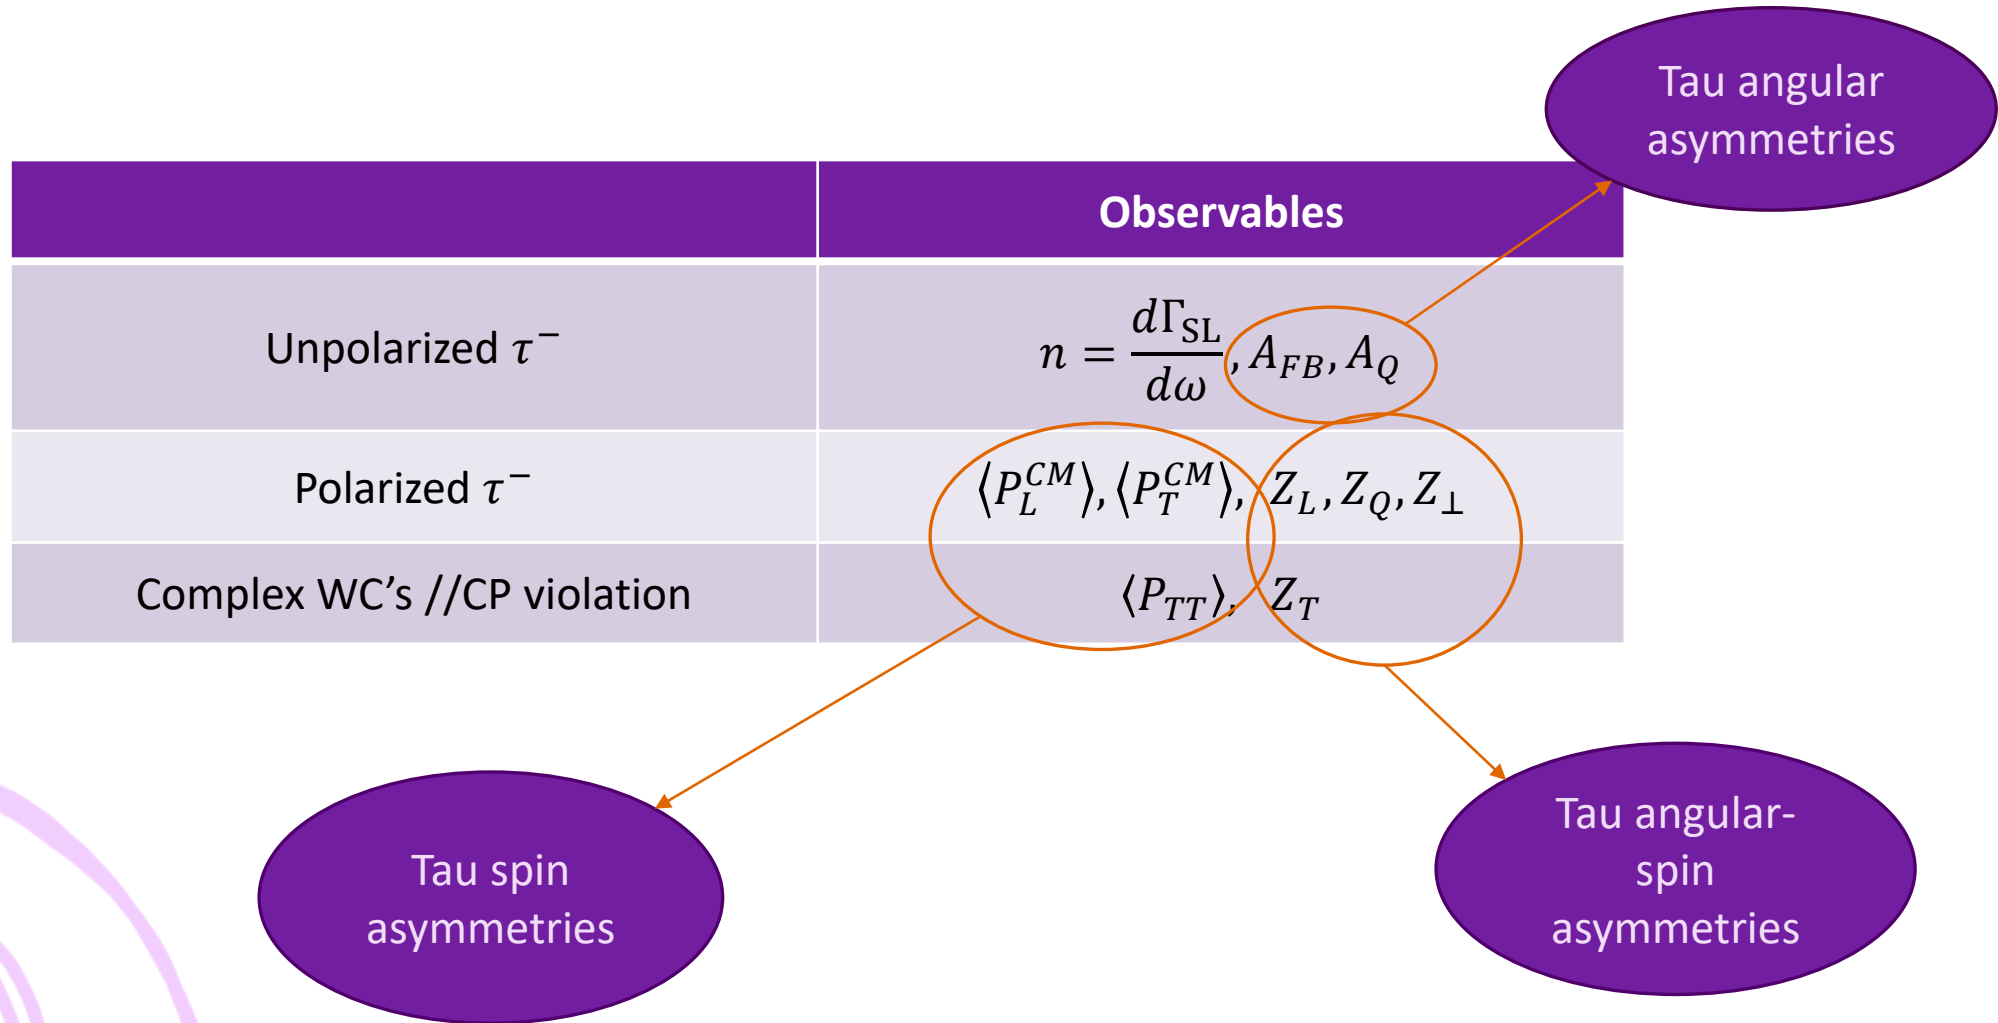 Tau angular
asymmetries
Observables
Unpolarized τ⁻
n = dΓ_SL/dω, A_FB, A_Q
Polarized τ⁻
⟨P_L^CM⟩, ⟨P_T^CM⟩, Z_L, Z_Q, Z_⊥
Complex WC’s //CP violation
⟨P_TT⟩, Z_T
Tau spin
asymmetries
Tau angular-
spin
asymmetries